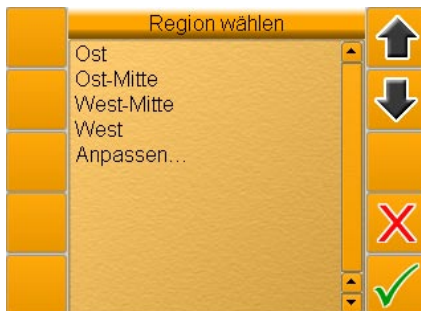 Region wählen
Ost
Ost-Mitte
West-Mitte
West
Anpassen...